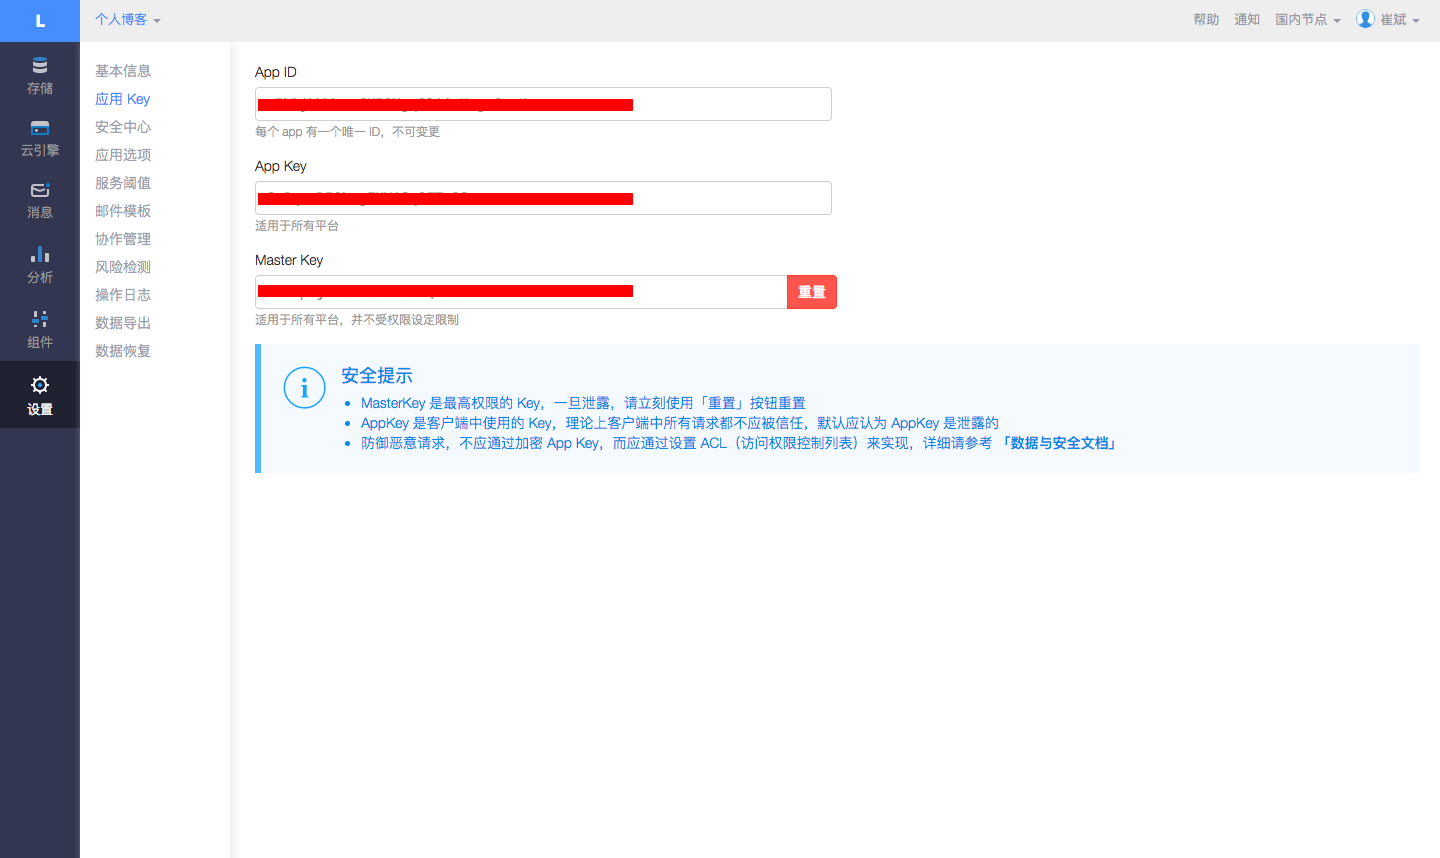 L
个人博客
帮助 通知 国内节点 崔斌
存储
云引擎
消息
分析
组件
设置
基本信息
应用 Key
安全中心
应用选项
服务阈值
邮件模板
协作管理
风险检测
操作日志
数据导出
数据恢复
App ID
每个 app 有一个唯一 ID，不可变更
App Key
适用于所有平台
Master Key
重置
适用于所有平台，并不受权限设定限制
安全提示
MasterKey 是最高权限的 Key，一旦泄露，请立刻使用「重置」按钮重置
AppKey 是客户端中使用的 Key，理论上客户端中所有请求都不应被信任，默认应认为 AppKey 是泄露的
防御恶意请求，不应通过加密 App Key，而应通过设置 ACL（访问权限控制列表）来实现，详细请参考 「数据与安全文档」